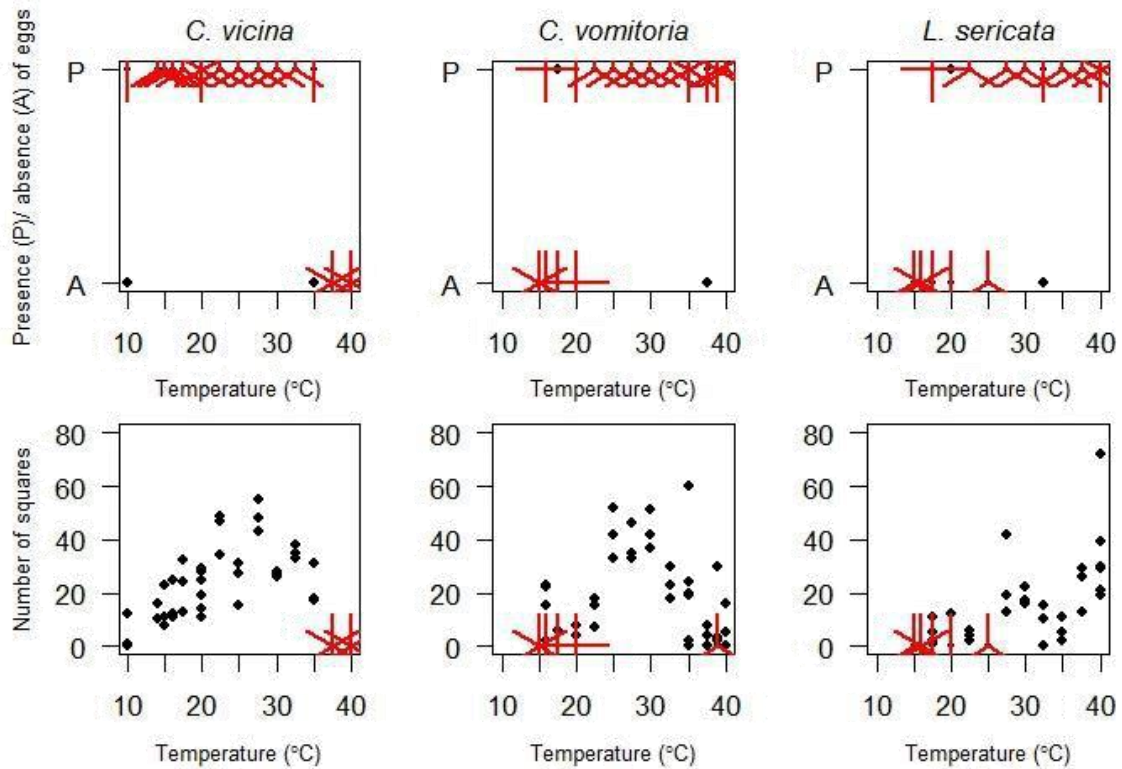 C. vicina C. vomitoria L. sericata
Presence (P)/ absence (A) of eggs
P P P
A A A
10 20 30 40 10 20 30 40 10 20 30 40
Temperature (°C) Temperature (°C) Temperature (°C)
Number of squares
80 80 80
60 60 60
40 40 40
20 20 20
0 0 0
10 20 30 40 10 20 30 40 10 20 30 40
Temperature (°C) Temperature (°C) Temperature (°C)